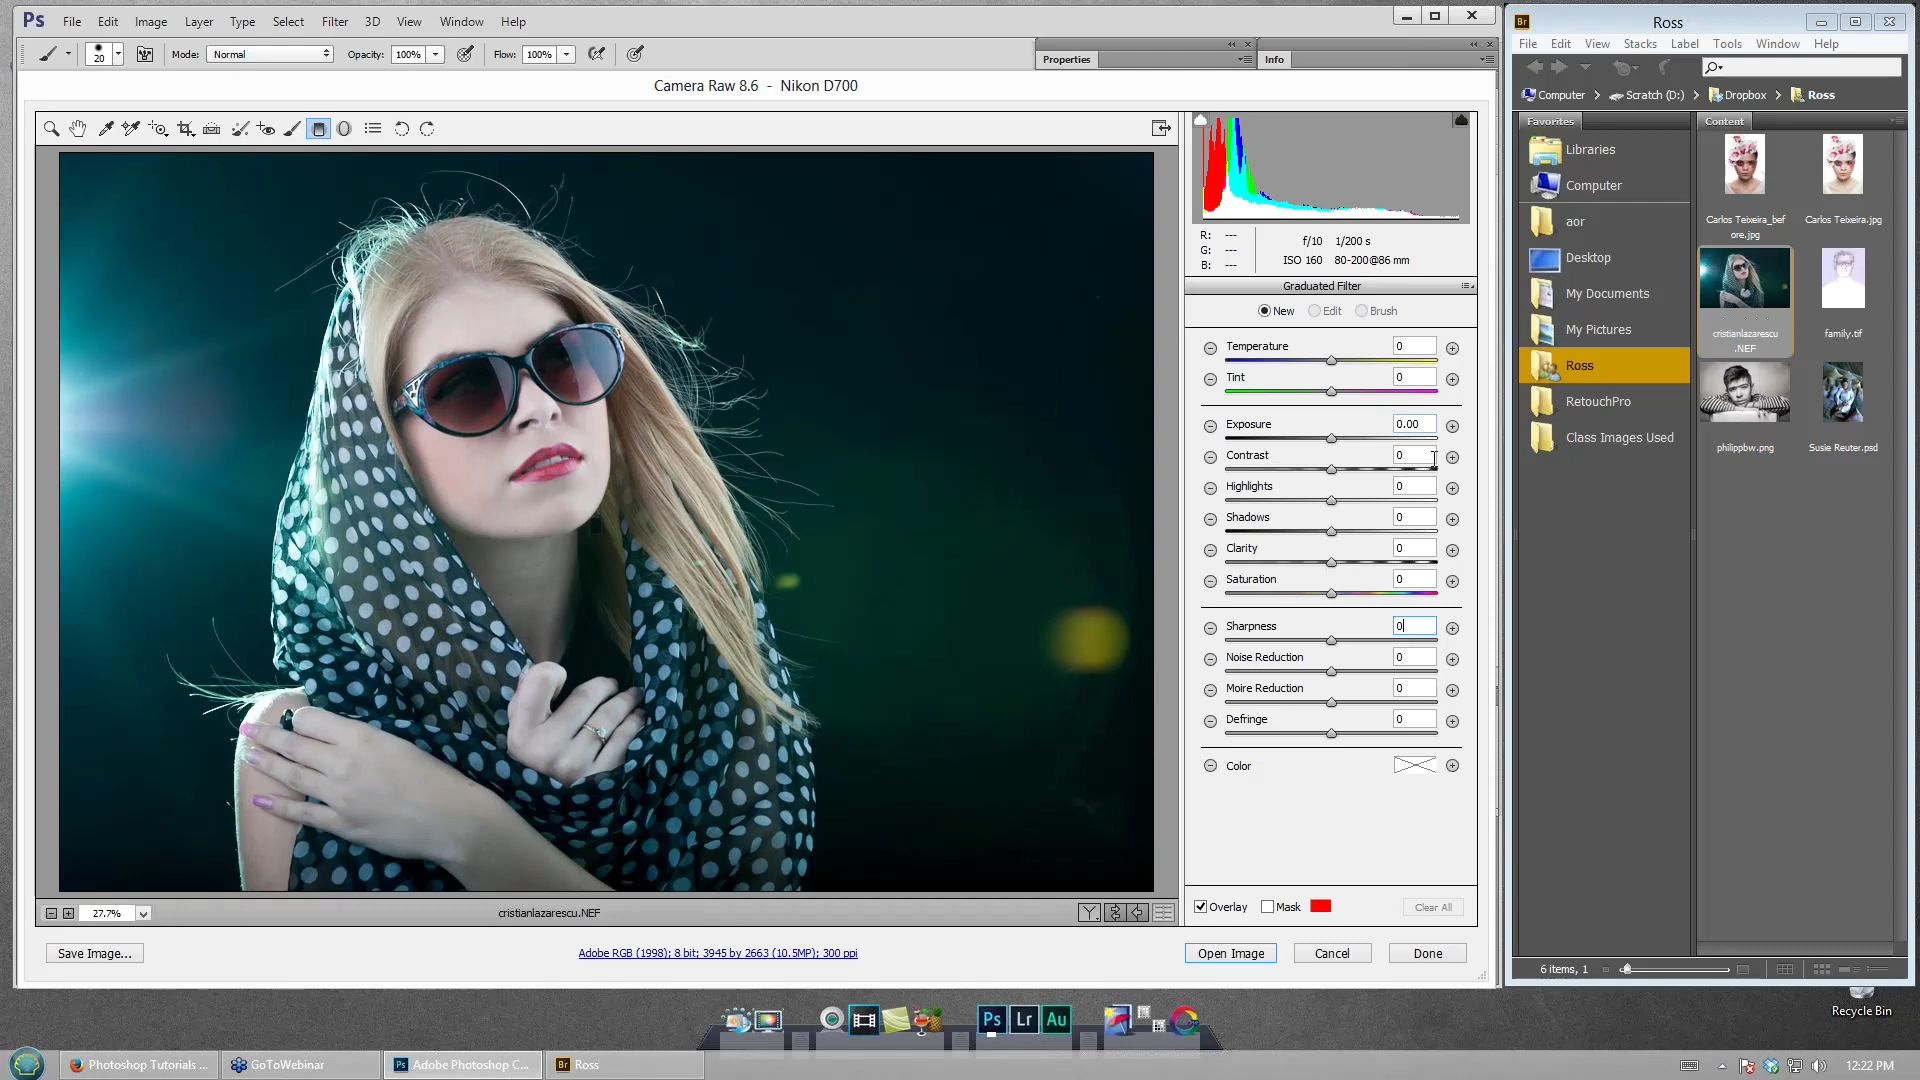 Ps File Edit Image Layer Type Select Filter 3D View Window Help
20 Mode: Normal Opacity: 100% Flow: 100%
Properties Info
Camera Raw 8.6 - Nikon D700
R: ---
G: ---
B: ---
f/10 1/200 s
ISO 160 80-200@86 mm
Graduated Filter
New Edit Brush
Temperature 0
Tint 0
Exposure 0.00
Contrast 0
Highlights 0
Shadows 0
Clarity 0
Saturation 0
Sharpness 0
Noise Reduction 0
Moire Reduction 0
Defringe 0
Color
Overlay Mask Clear All
27.7% cristianlazarescu.NEF
Save Image... Adobe RGB (1998); 8 bit; 3945 by 2663 (10.5MP); 300 ppi Open Image Cancel Done
Br Ross
File Edit View Stacks Label Tools Window Help
Computer Scratch (D:) Dropbox Ross
Favorites Content
Libraries
Computer
aor
Desktop
My Documents
My Pictures
Ross
RetouchPro
Class Images Used
Carlos Teixeira_bef
ore.jpg
Carlos Teixeira.jpg
cristianlazarescu
.NEF
family.tif
philippbw.png
Susie Reuter.psd
6 items, 1
Recycle Bin
Ps Lr Au
Photoshop Tutorials ... GoToWebinar Ps Adobe Photoshop C... Br Ross 12:22 PM